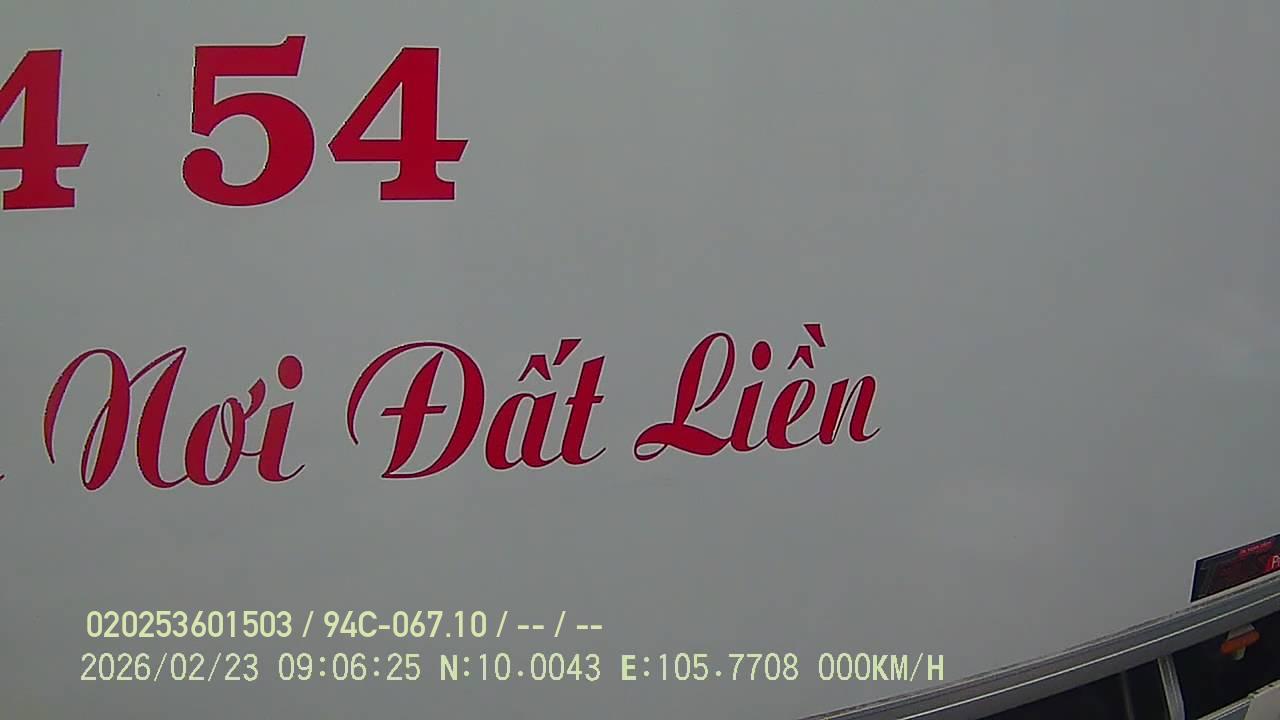 4 54
Nơi Đất Liền
020253601503 / 94C-067.10 / -- / --
2026/02/23 09:06:25 N:10.0043 E:105.7708 000KM/H